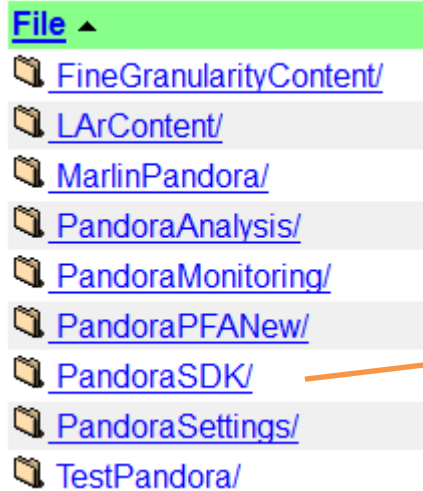 File
FineGranularityContent/
LArContent/
MarlinPandora/
PandoraAnalysis/
PandoraMonitoring/
PandoraPFANew/
PandoraSDK/
PandoraSettings/
TestPandora/